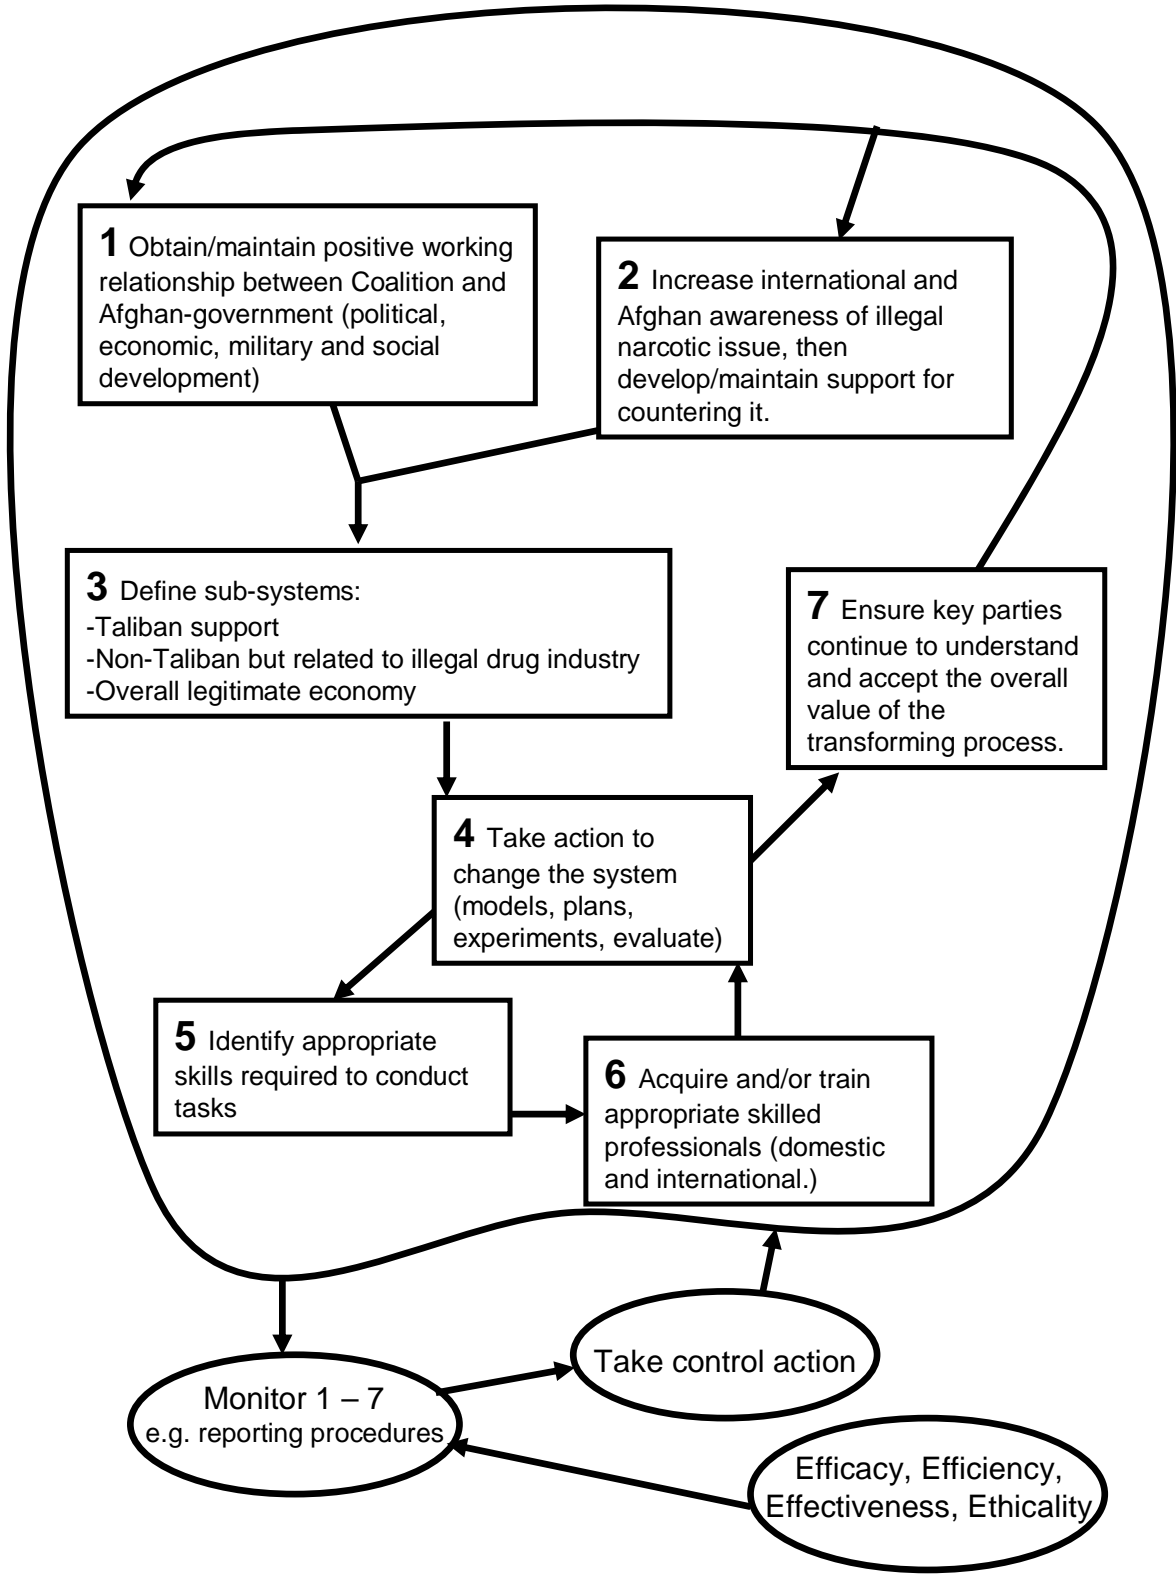 1 Obtain/maintain positive working
relationship between Coalition and
Afghan-government (political,
economic, military and social
development)
2 Increase international and
Afghan awareness of illegal
narcotic issue, then
develop/maintain support for
countering it.
3 Define sub-systems:
-Taliban support
-Non-Taliban but related to illegal drug industry
-Overall legitimate economy
7 Ensure key parties
continue to understand
and accept the overall
value of the
transforming process.
4 Take action to
change the system
(models, plans,
experiments, evaluate)
5 Identify appropriate
skills required to conduct
tasks
6 Acquire and/or train
appropriate skilled
professionals (domestic
and international.)
Take control action
Monitor 1 – 7
e.g. reporting procedures
Efficacy, Efficiency,
Effectiveness, Ethicality